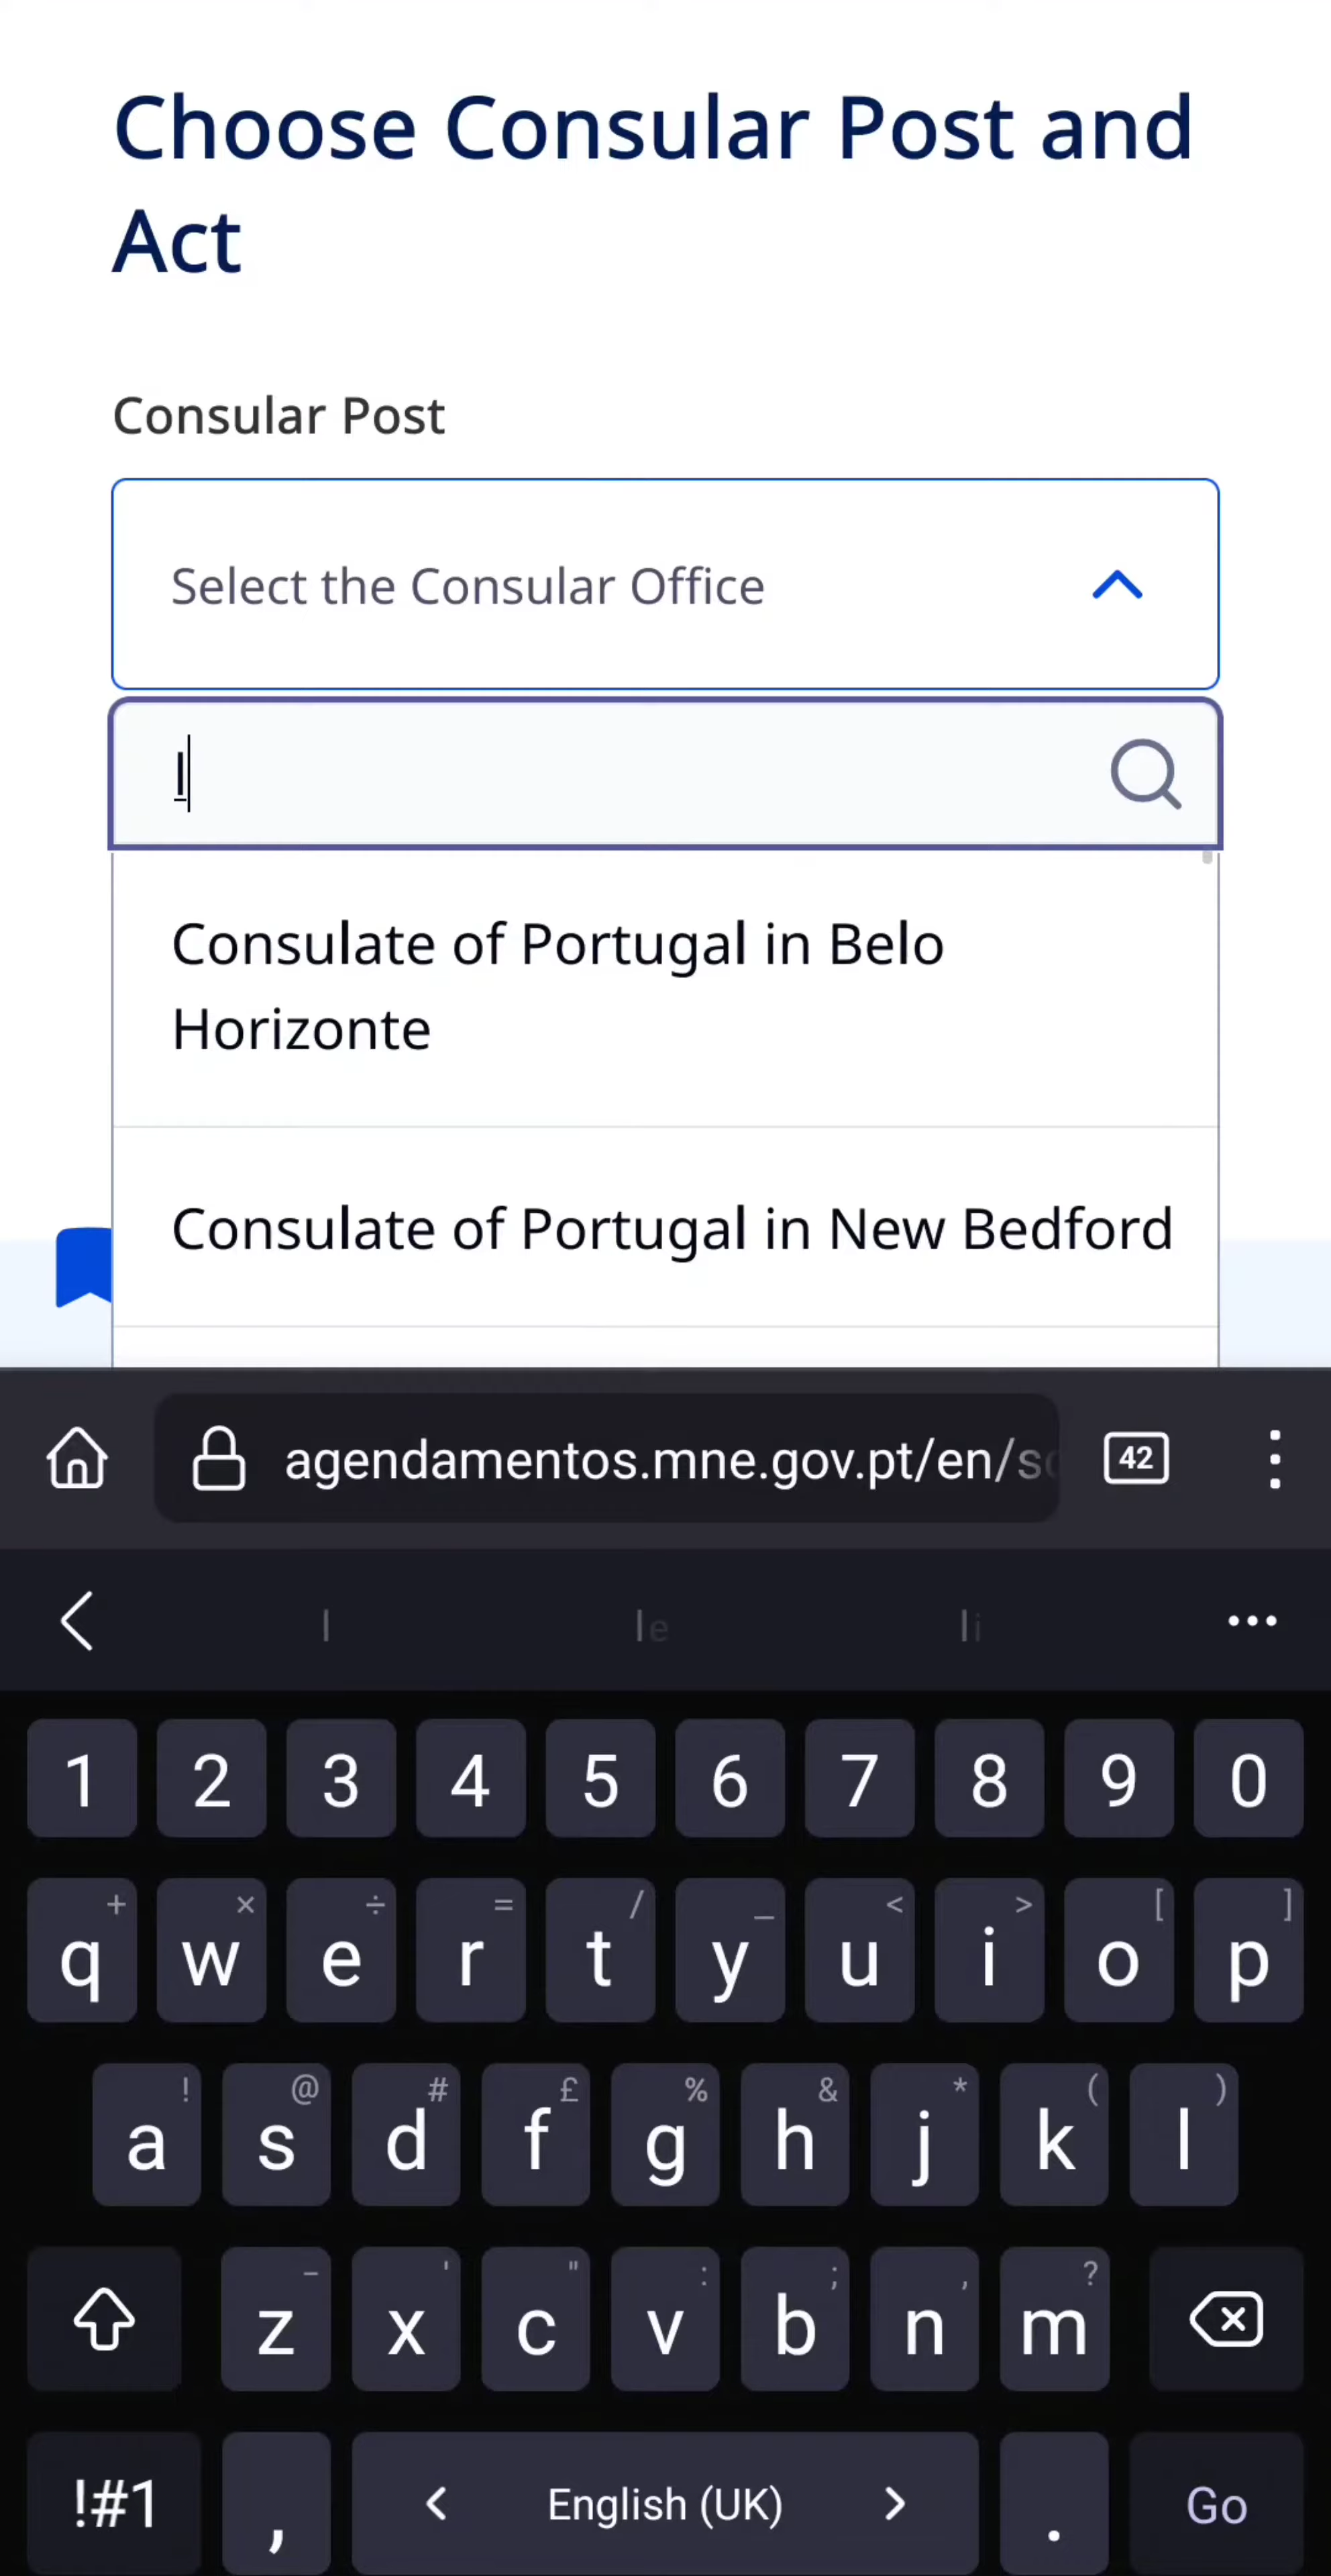 Choose Consular Post and
Act
Consular Post
Select the Consular Office
l
Consulate of Portugal in Belo
Horizonte
Consulate of Portugal in New Bedford
agendamentos.mne.gov.pt/en/sc
42
l le li
1 2 3 4 5 6 7 8 9 0
+ × ÷ = / _ < > [ ]
q w e r t y u i o p
! @ # £ % & * ( )
a s d f g h j k l
- ' " : ; , ?
z x c v b n m
!#1 , English (UK) . Go